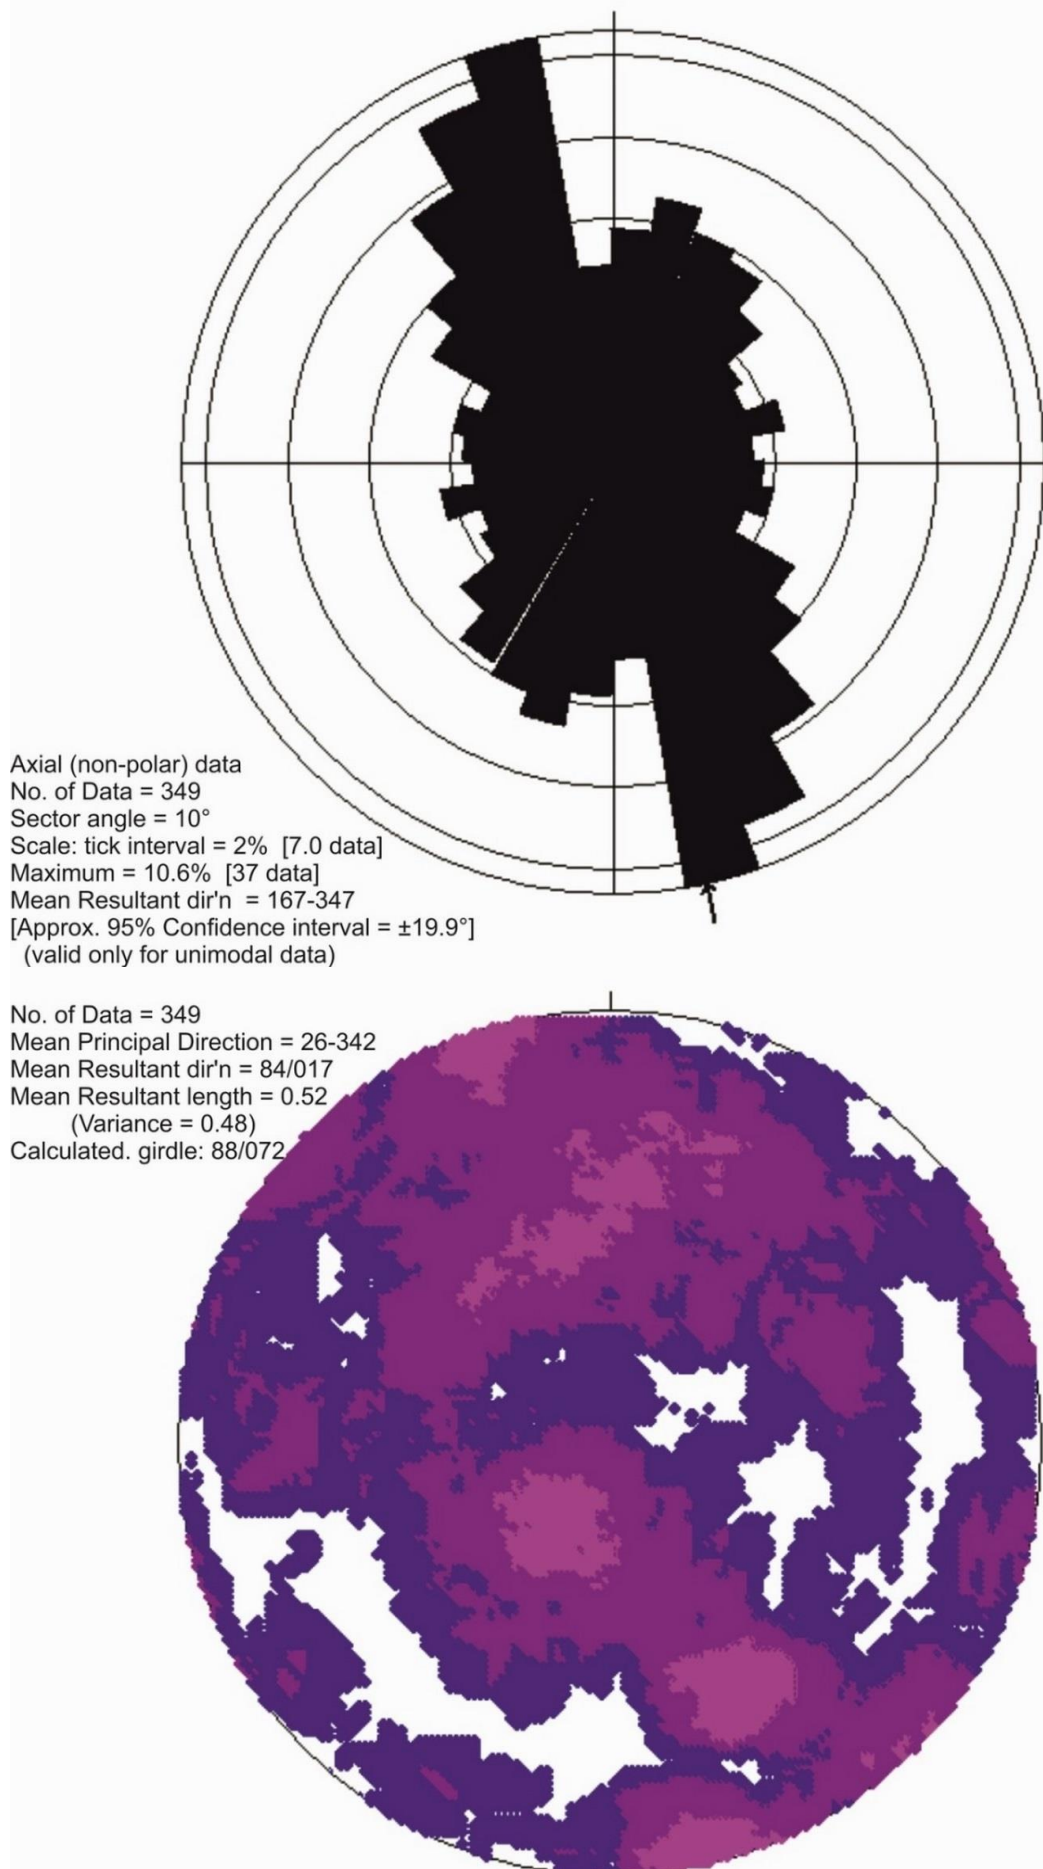 Axial (non-polar) data
No. of Data = 349
Sector angle = 10°
Scale: tick interval = 2% [7.0 data]
Maximum = 10.6% [37 data]
Mean Resultant dir'n = 167-347
[Approx. 95% Confidence interval = ±19.9°]
(valid only for unimodal data)
No. of Data = 349
Mean Principal Direction = 26-342
Mean Resultant dir'n = 84/017
Mean Resultant length = 0.52
(Variance = 0.48)
Calculated. girdle: 88/072